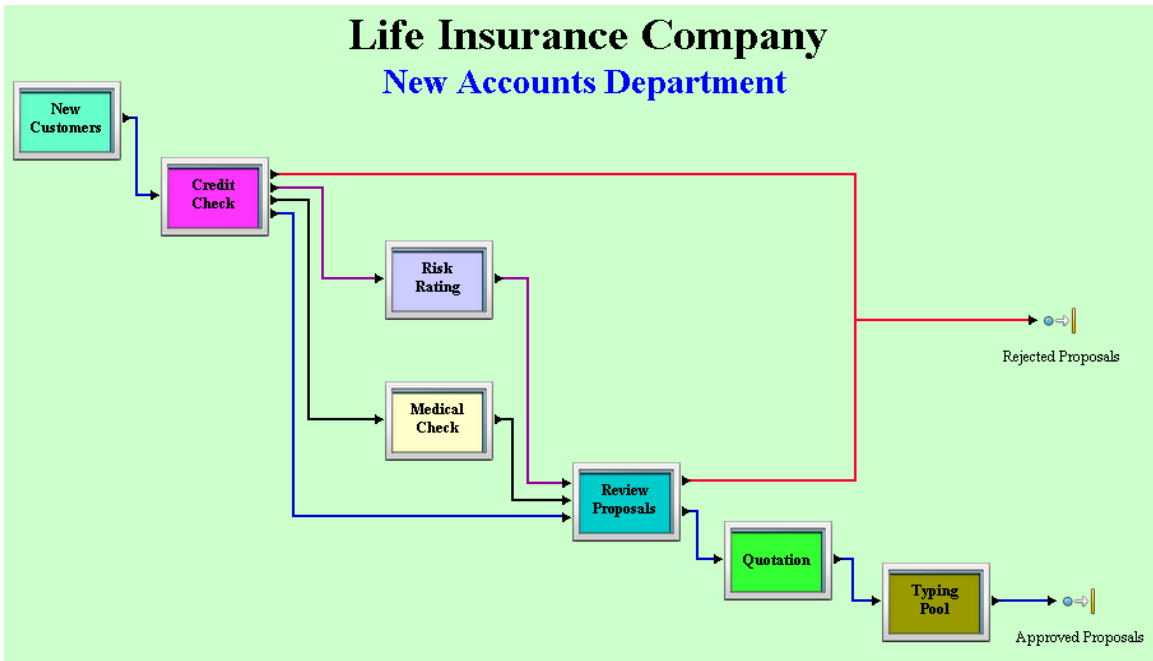 Life Insurance Company
New Accounts Department
New
Customers
Credit
Check
Risk
Rating
Rejected Proposals
Medical
Check
Review
Proposals
Quotation
Typing
Pool
Approved Proposals